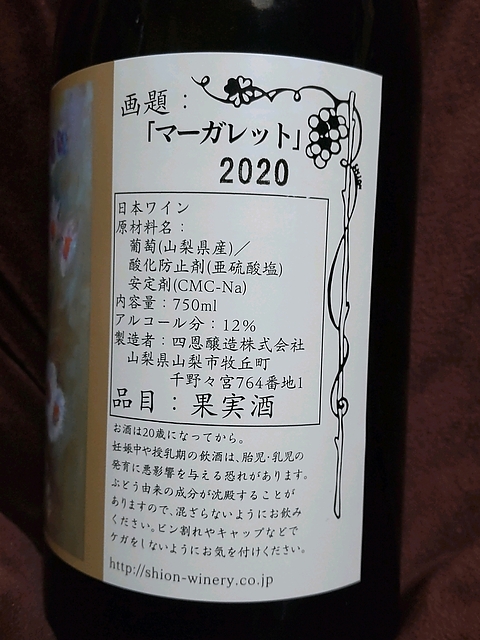 画題：
「マーガレット」
2020
日本ワイン
原材料名：
葡萄(山梨県産)／
酸化防止剤(亜硫酸塩)
安定剤(CMC-Na)
内容量：750ml
アルコール分：12%
製造者：四恩醸造株式会社
山梨県山梨市牧丘町
千野々宮764番地1
品目：果実酒
お酒は20歳になってから。
妊娠中や授乳期の飲酒は、胎児・乳児の
発育に悪影響を与える恐れがあります。
ぶどう由来の成分が沈殿することが
ありますので、混ざらないようにお飲み
ください。ビン割れやキャップなどで
ケガをしないようにお気を付けください。
http://shion-winery.co.jp